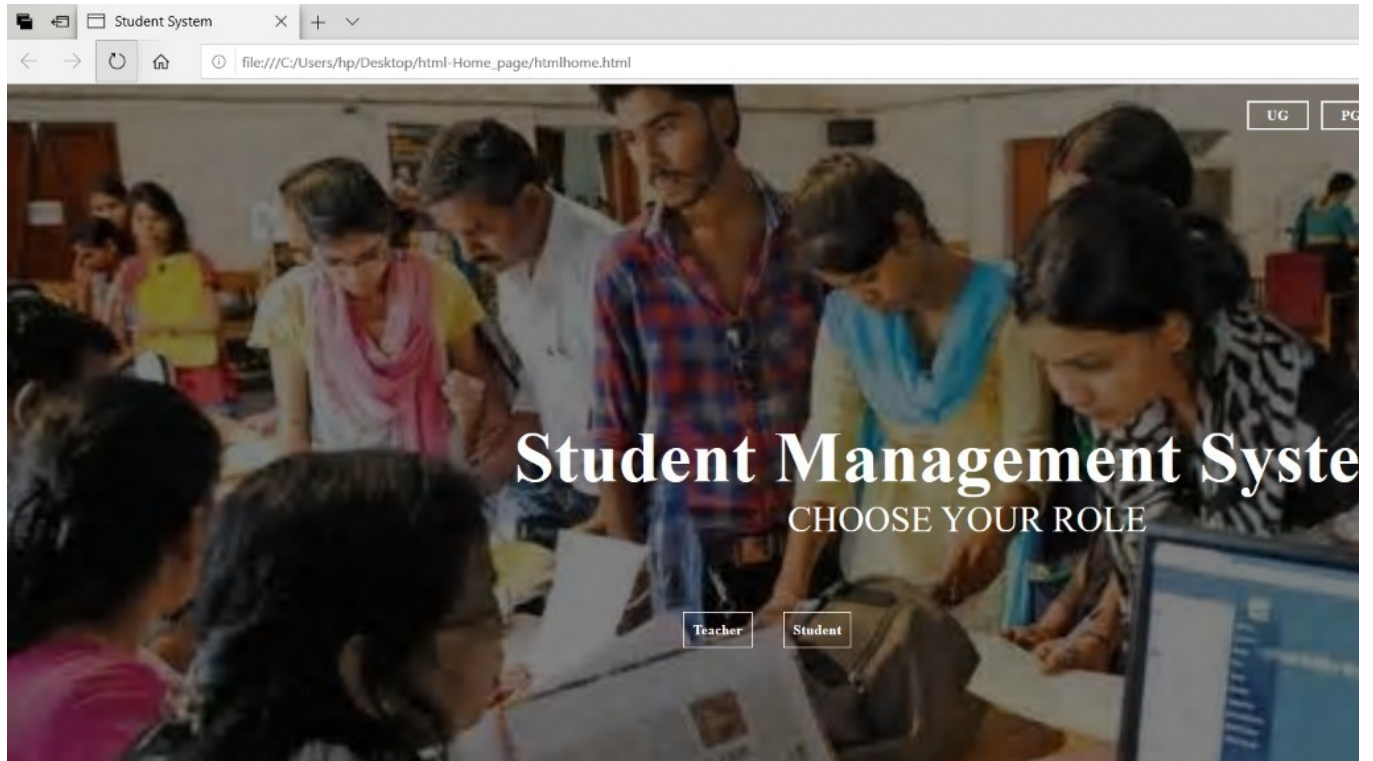 Student System
file:///C:/Users/hp/Desktop/html-Home_page/htmlhome.html
UG PG
Student Management Syste
CHOOSE YOUR ROLE
Teacher Student